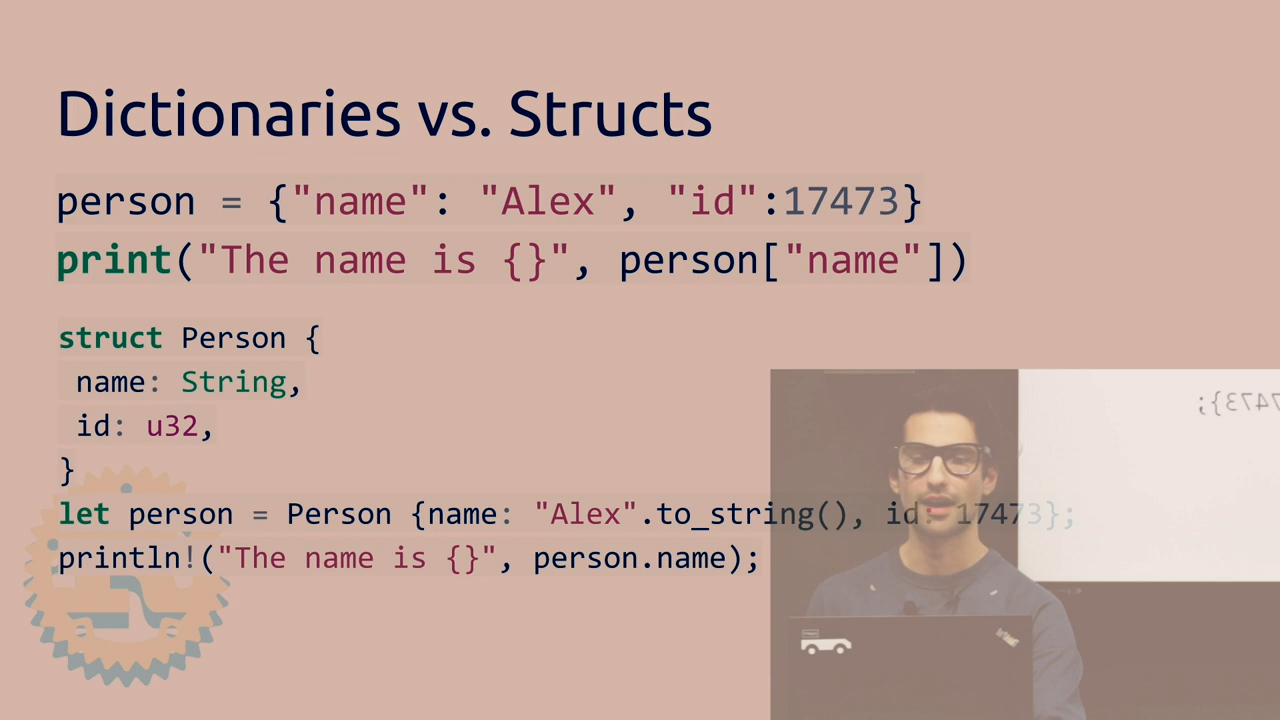 Dictionaries vs. Structs
person = {"name": "Alex", "id":17473}
print("The name is {}", person["name"])
struct Person {
name: String,
id: u32,
}
let person = Person {name: "Alex".to_string(), id: 17473};
println!("The name is {}", person.name);